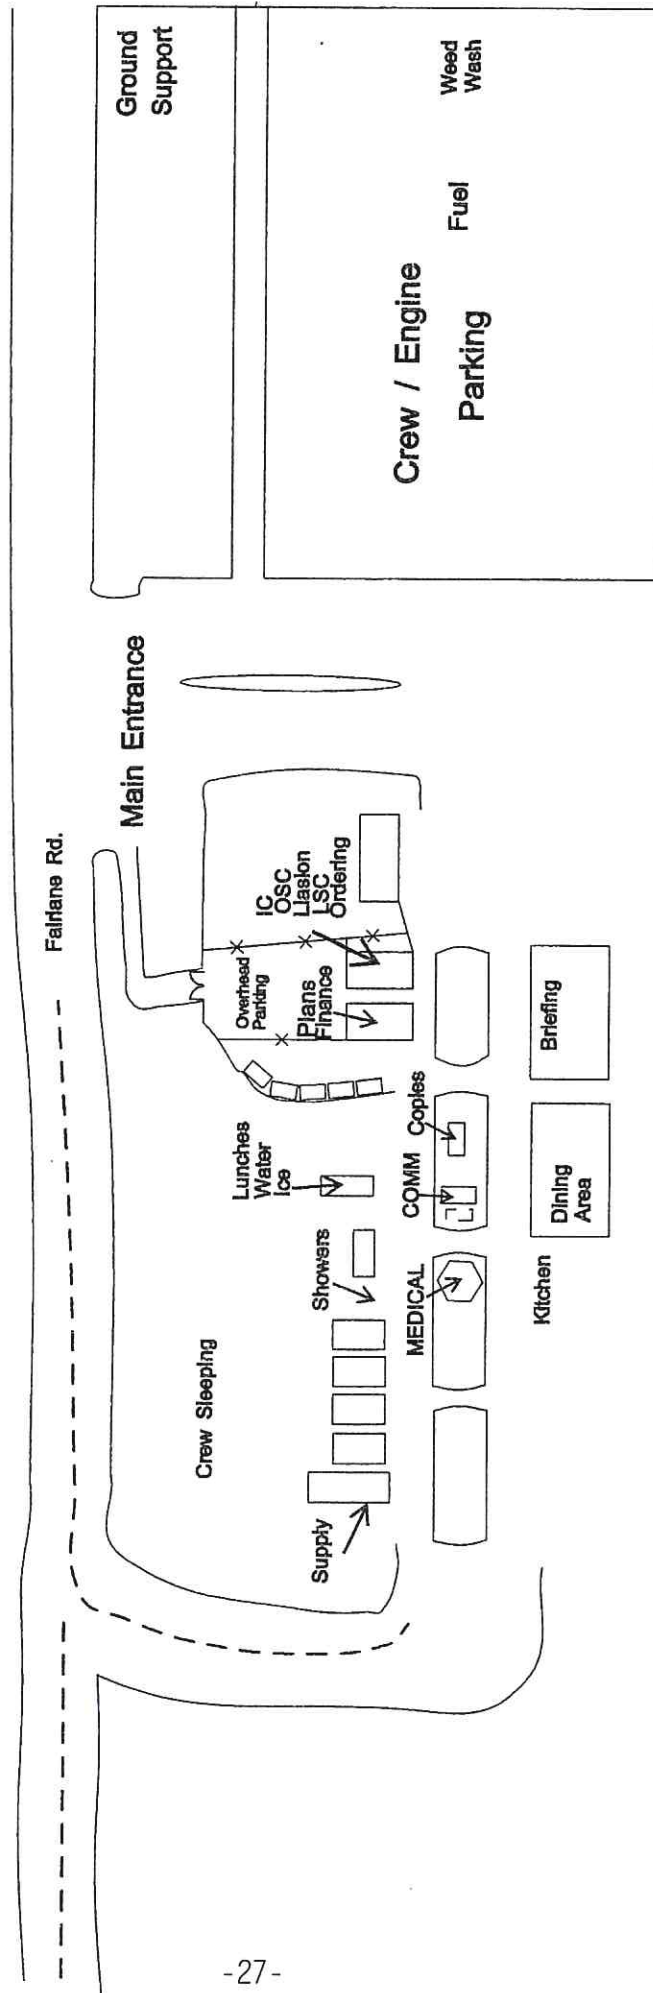 Fairlane Rd.
Main Entrance
Ground
Support
Crew Sleeping
Overhead
Parking
Lunches
Water
Ice
IC
OSC
Liasion
LSC
Ordering
Plans
Finance
Supply
Showers
MEDICAL
COMM
Copies
Kitchen
Dining
Area
Briefing
Crew / Engine
Parking
Fuel
Weed
Wash
-27-